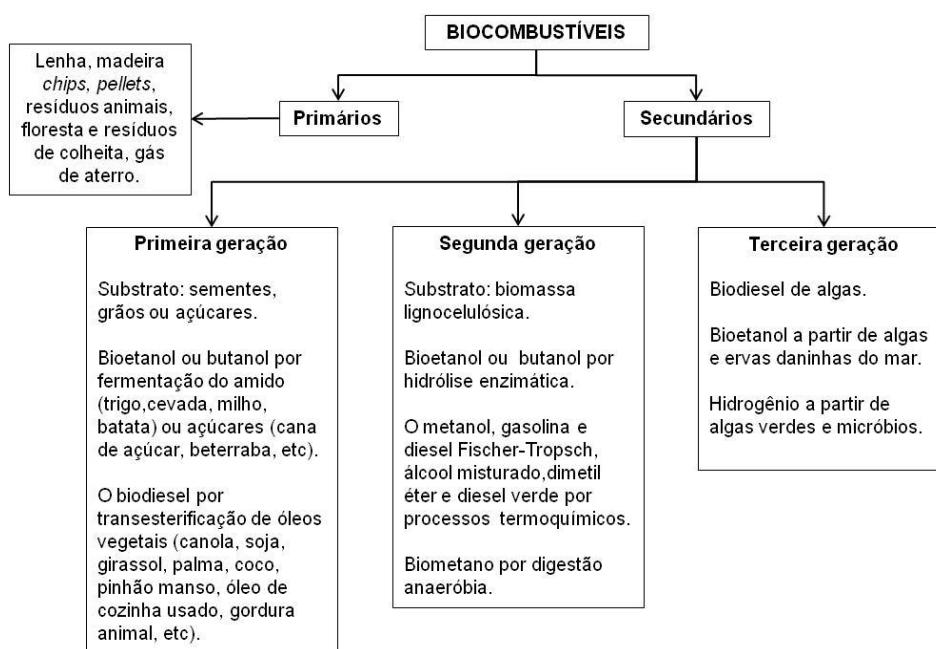 BIOCOMBUSTÍVEIS
Lenha, madeira
chips, pellets,
resíduos animais,
floresta e resíduos
de colheita, gás
de aterro.
Primários
Secundários
Primeira geração
Substrato: sementes,
grãos ou açúcares.
Bioetanol ou butanol por
fermentação do amido
(trigo,cevada, milho,
batata) ou açúcares (cana
de açúcar, beterraba, etc).
O biodiesel por
transesterificação de óleos
vegetais (canola, soja,
girassol, palma, coco,
pinhão manso, óleo de
cozinha usado, gordura
animal, etc).
Segunda geração
Substrato: biomassa
lignocelulósica.
Bioetanol ou butanol por
hidrólise enzimática.
O metanol, gasolina e
diesel Fischer-Tropsch,
álcool misturado,dimetil
éter e diesel verde por
processos termoquímicos.
Biometano por digestão
anaeróbia.
Terceira geração
Biodiesel de algas.
Bioetanol a partir de algas
e ervas daninhas do mar.
Hidrogênio a partir de
algas verdes e micróbios.